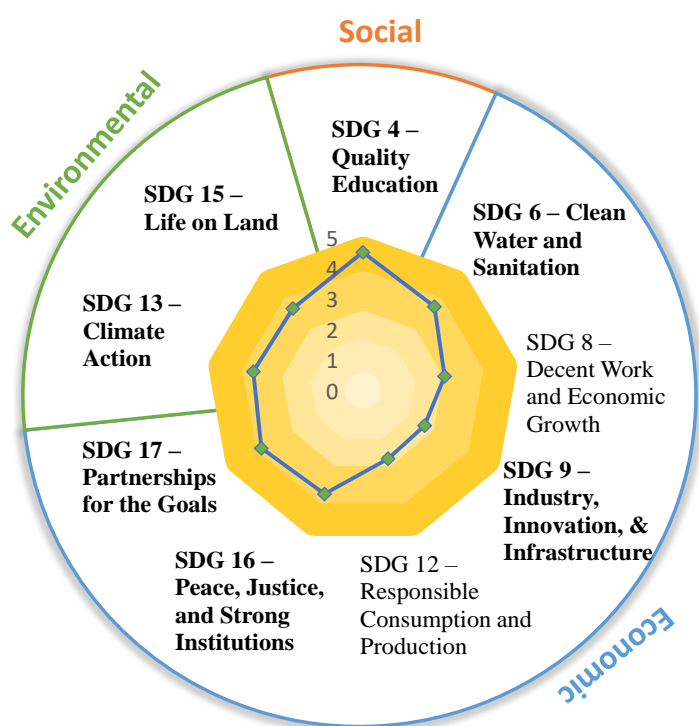 Social
Environmental
SDG 4 –
Quality
Education
SDG 15 –
Life on Land
SDG 6 – Clean
Water and
Sanitation
5
4
3
2
1
0
SDG 13 –
Climate
Action
SDG 8 –
Decent Work
and Economic
Growth
SDG 17 –
Partnerships
for the Goals
SDG 9 –
Industry,
Innovation, &
Infrastructure
SDG 16 –
Peace, Justice,
and Strong
Institutions
SDG 12 –
Responsible
Consumption and
Production
Economic